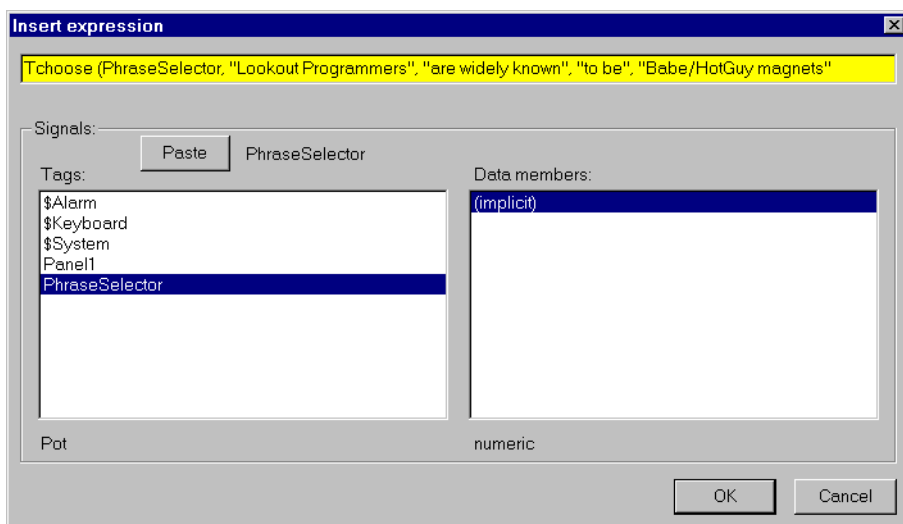 Insert expression
Tchoose (PhraseSelector, "Lookout Programmers", "are widely known", "to be", "Babe/HotGuy magnets"
Signals:
Paste PhraseSelector
Tags: Data members:
$Alarm (implicit)
$Keyboard
$System
Panel1
PhraseSelector
Pot numeric
OK Cancel